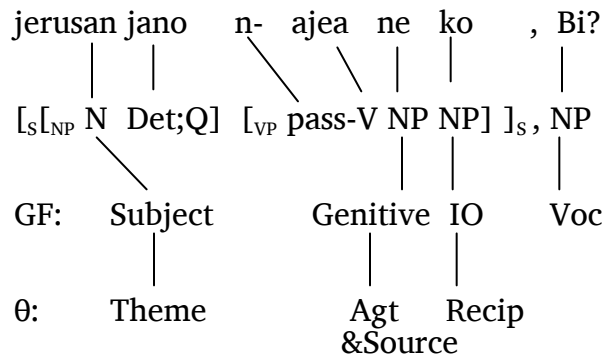 jerusan jano n- ajea ne ko , Bi?
[S[NP N Det;Q] [VP pass-V NP NP] ]S, NP
GF: Subject Genitive IO Voc
θ: Theme Agt Recip
&Source